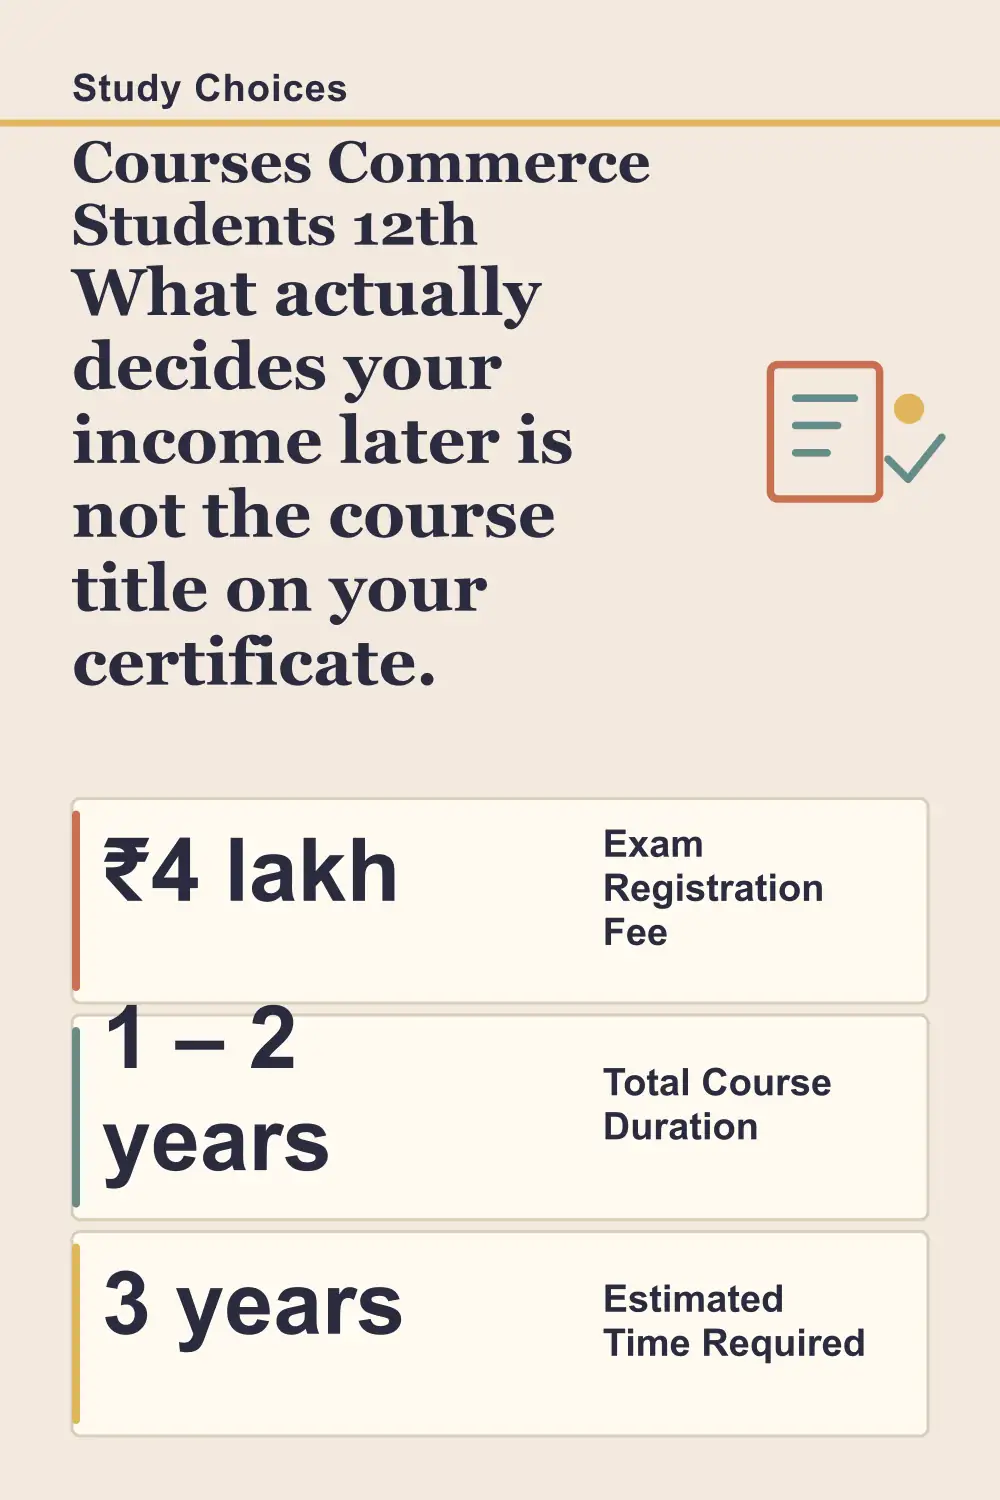 Study Choices
Courses Commerce
Students 12th
What actually
decides your
income later is
not the course
title on your
certificate.
₹4 lakh
Exam
Registration
Fee
1 – 2
years
Total Course
Duration
3 years
Estimated
Time Required